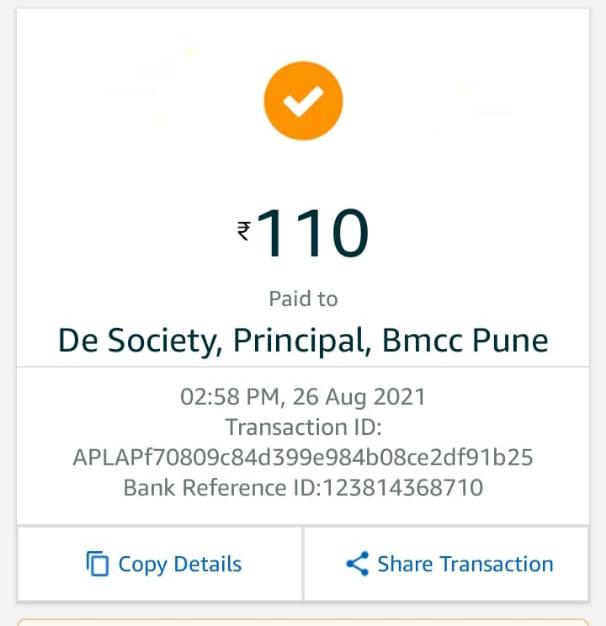 ₹110
Paid to
De Society, Principal, Bmcc Pune
02:58 PM, 26 Aug 2021
Transaction ID:
APLAPf70809c84d399e984b08ce2df91b25
Bank Reference ID:123814368710
Copy Details
Share Transaction